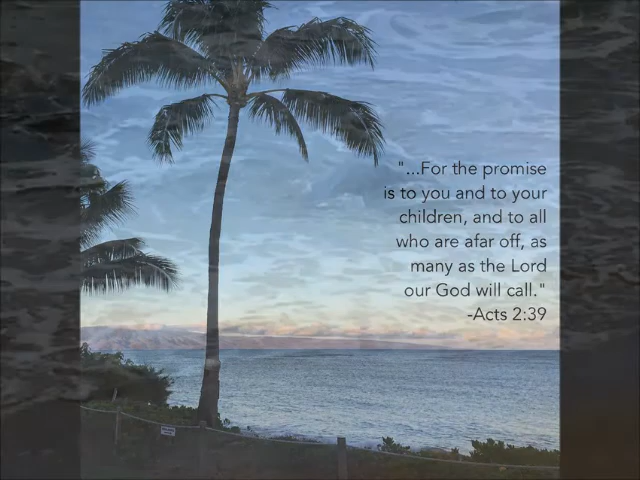 "...For the promise
is to you and to your
children, and to all
who are afar off, as
many as the Lord
our God will call."
-Acts 2:39